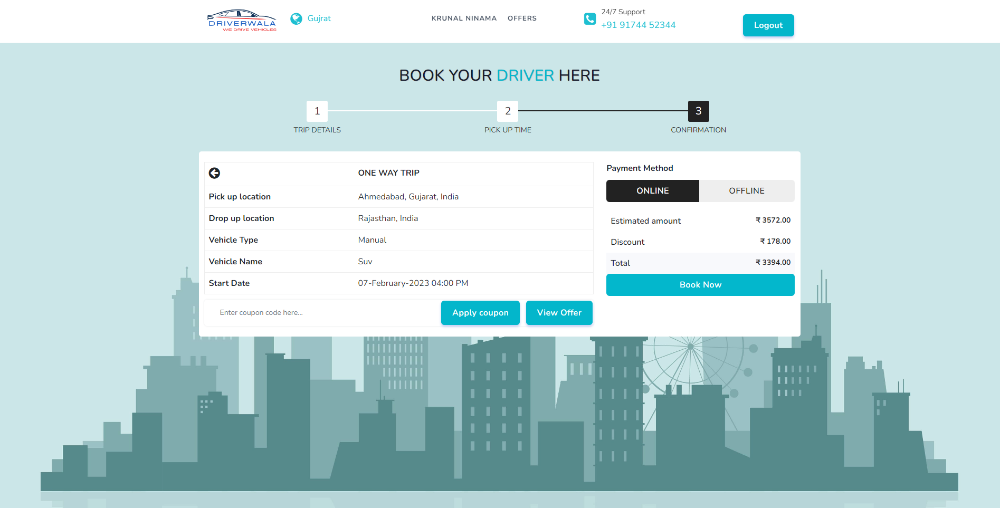 DRIVERWALA
WE DRIVE VEHICLES
Gujrat
KRUNAL NINAMA
OFFERS
24/7 Support
+91 91744 52344
Logout
BOOK YOUR DRIVER HERE
1
2
3
TRIP DETAILS
PICK UP TIME
CONFIRMATION
ONE WAY TRIP
Pick up location Ahmedabad, Gujarat, India
Drop up location Rajasthan, India
Vehicle Type Manual
Vehicle Name Suv
Start Date 07-February-2023 04:00 PM
Enter coupon code here...
Apply coupon
View Offer
Payment Method
ONLINE
OFFLINE
Estimated amount ₹ 3572.00
Discount ₹ 178.00
Total ₹ 3394.00
Book Now